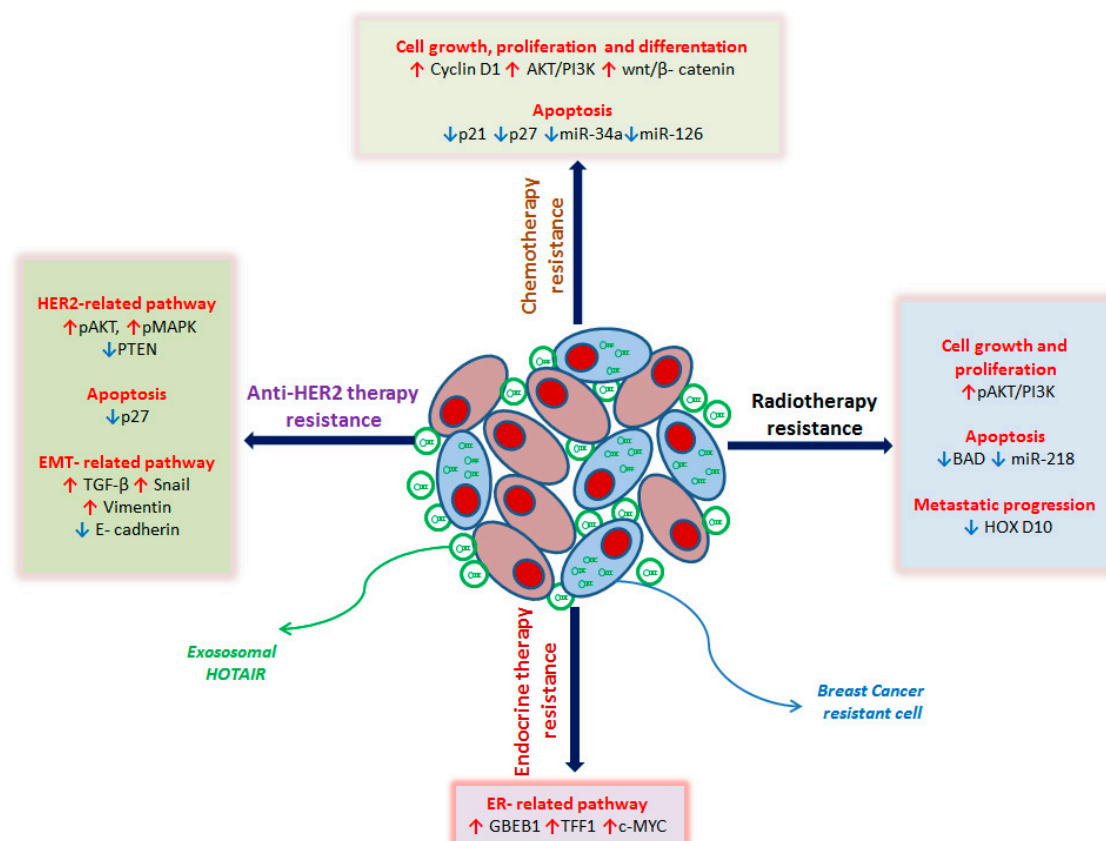 Cell growth, proliferation and differentation
↑ Cyclin D1 ↑ AKT/PI3K ↑ wnt/β- catenin
Apoptosis
↓p21 ↓p27 ↓miR-34a↓miR-126
Chemotherapy
resistance
HER2-related pathway
↑pAKT, ↑pMAPK
↓PTEN
Apoptosis
↓p27
EMT- related pathway
↑ TGF-β ↑ Snail
↑ Vimentin
↓ E- cadherin
Anti-HER2 therapy
resistance
Radiotherapy
resistance
Cell growth and
proliferation
↑pAKT/PI3K
Apoptosis
↓BAD ↓ miR-218
Metastatic progression
↓ HOX D10
Exososomal
HOTAIR
Endocrine therapy
resistance
Breast Cancer
resistant cell
ER- related pathway
↑ GBEB1 ↑TFF1 ↑c-MYC